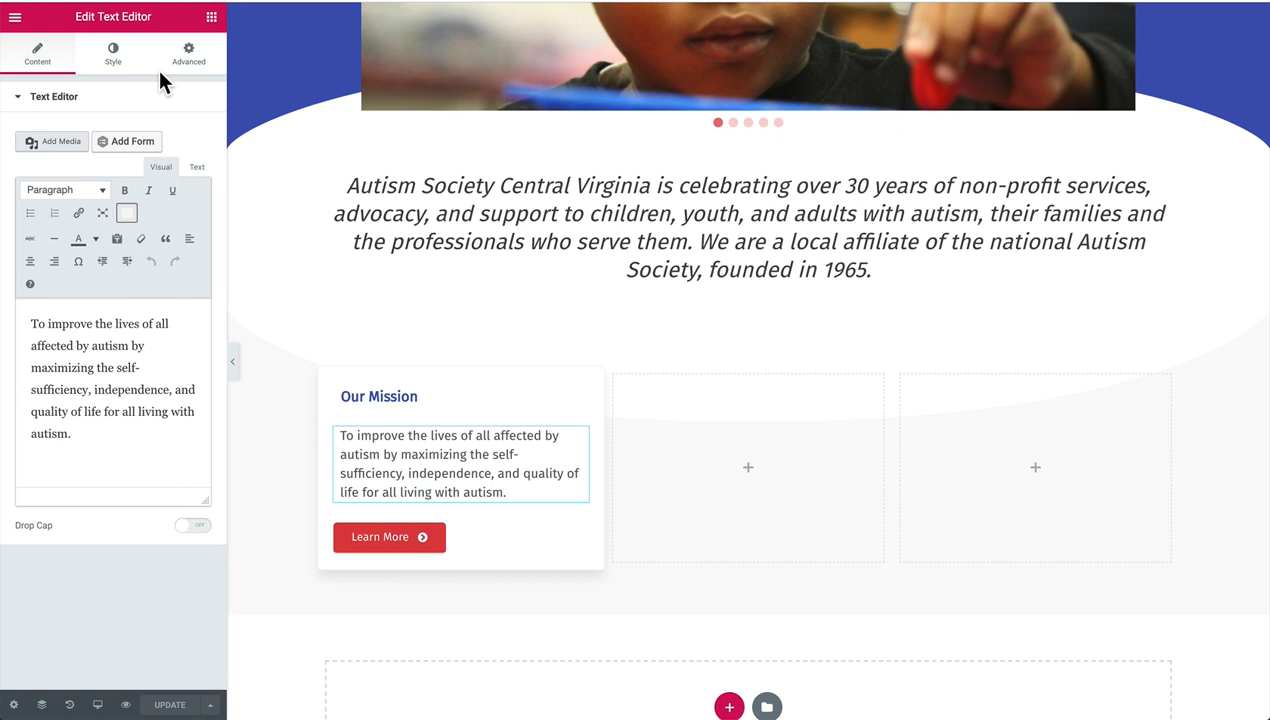 Edit Text Editor
Content
Style
Advanced
Text Editor
Add Media
Add Form
Visual
Text
Paragraph
B
I
U
ABC
A
To improve the lives of all
affected by autism by
maximizing the self-
sufficiency, independence, and
quality of life for all living with
autism.
Drop Cap
OFF
UPDATE
Autism Society Central Virginia is celebrating over 30 years of non-profit services,
advocacy, and support to children, youth, and adults with autism, their families and
the professionals who serve them. We are a local affiliate of the national Autism
Society, founded in 1965.
Our Mission
To improve the lives of all affected by
autism by maximizing the self-
sufficiency, independence, and quality of
life for all living with autism.
Learn More